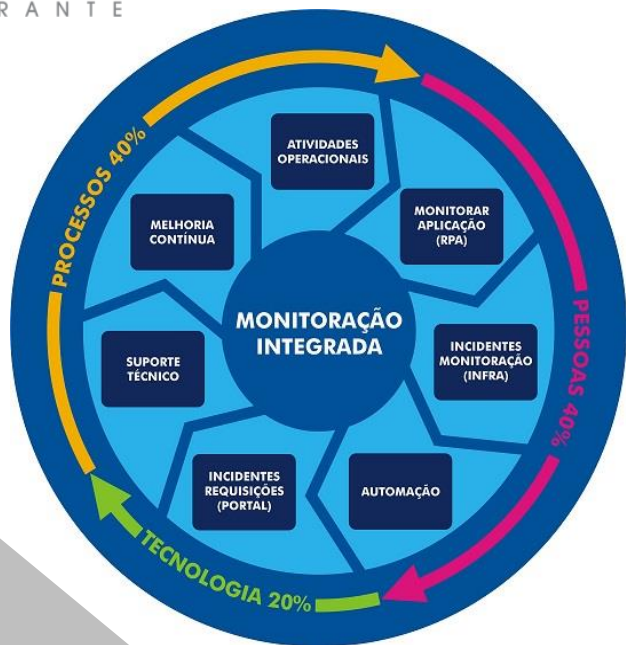 RANTE
PROCESSOS 40%
PESSOAS 40%
TECNOLOGIA 20%
ATIVIDADES
OPERACIONAIS
MONITORAR
APLICAÇÃO
(RPA)
INCIDENTES
MONITORAÇÃO
(INFRA)
AUTOMAÇÃO
INCIDENTES
REQUISIÇÕES
(PORTAL)
SUPORTE
TÉCNICO
MELHORIA
CONTÍNUA
MONITORAÇÃO
INTEGRADA